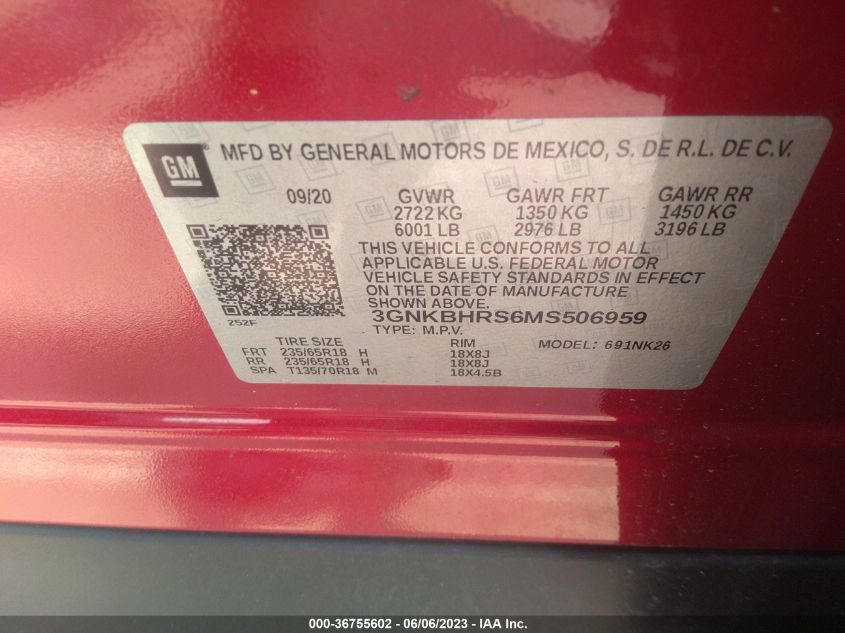 GM
MFD BY GENERAL MOTORS DE MEXICO, S. DE R.L. DE C.V.
09/20 GVWR GAWR FRT GAWR RR
2722 KG 1350 KG 1450 KG
6001 LB 2976 LB 3196 LB
THIS VEHICLE CONFORMS TO ALL
APPLICABLE U.S. FEDERAL MOTOR
VEHICLE SAFETY STANDARDS IN EFFECT
ON THE DATE OF MANUFACTURE
SHOWN ABOVE.
3GNKBHRS6MS506959
252F
TYPE: M.P.V. MODEL: 691NK26
TIRE SIZE RIM
FRT 235/65R18 H 18X8J
RR 235/65R18 H 18X8J
SPA T135/70R18 M 18X4.5B
000-36755602 - 06/06/2023 - IAA Inc.